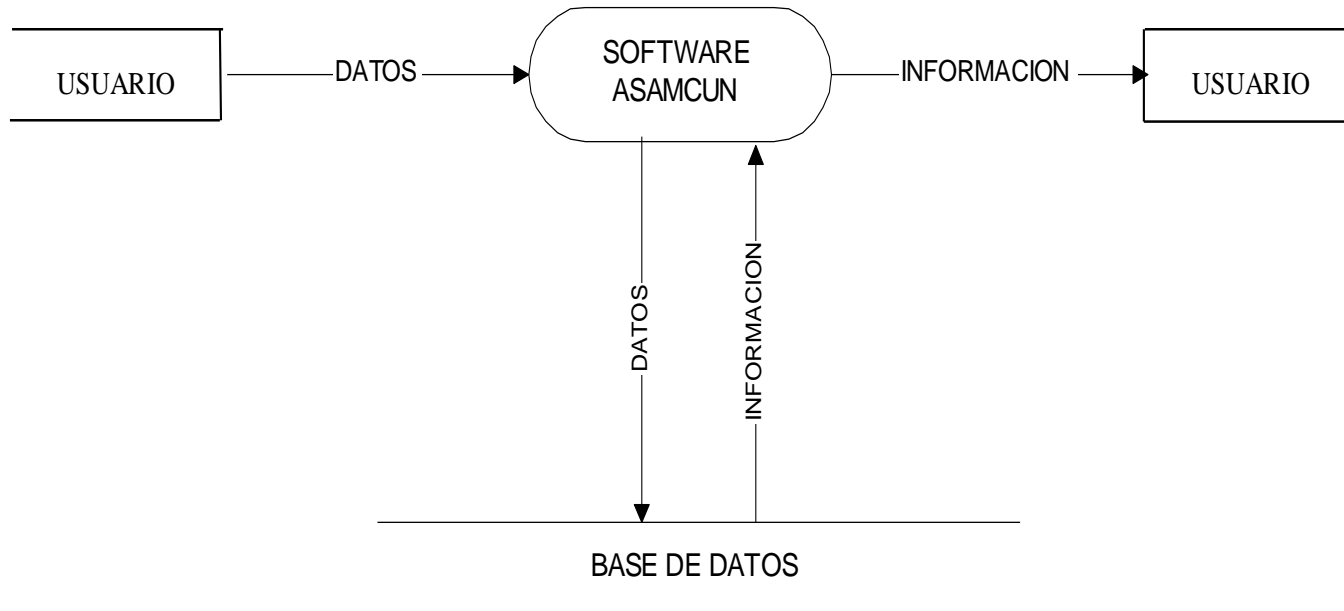 USUARIO
DATOS
SOFTWARE
ASAMCUN
INFORMACION
USUARIO
DATOS
INFORMACION
BASE DE DATOS